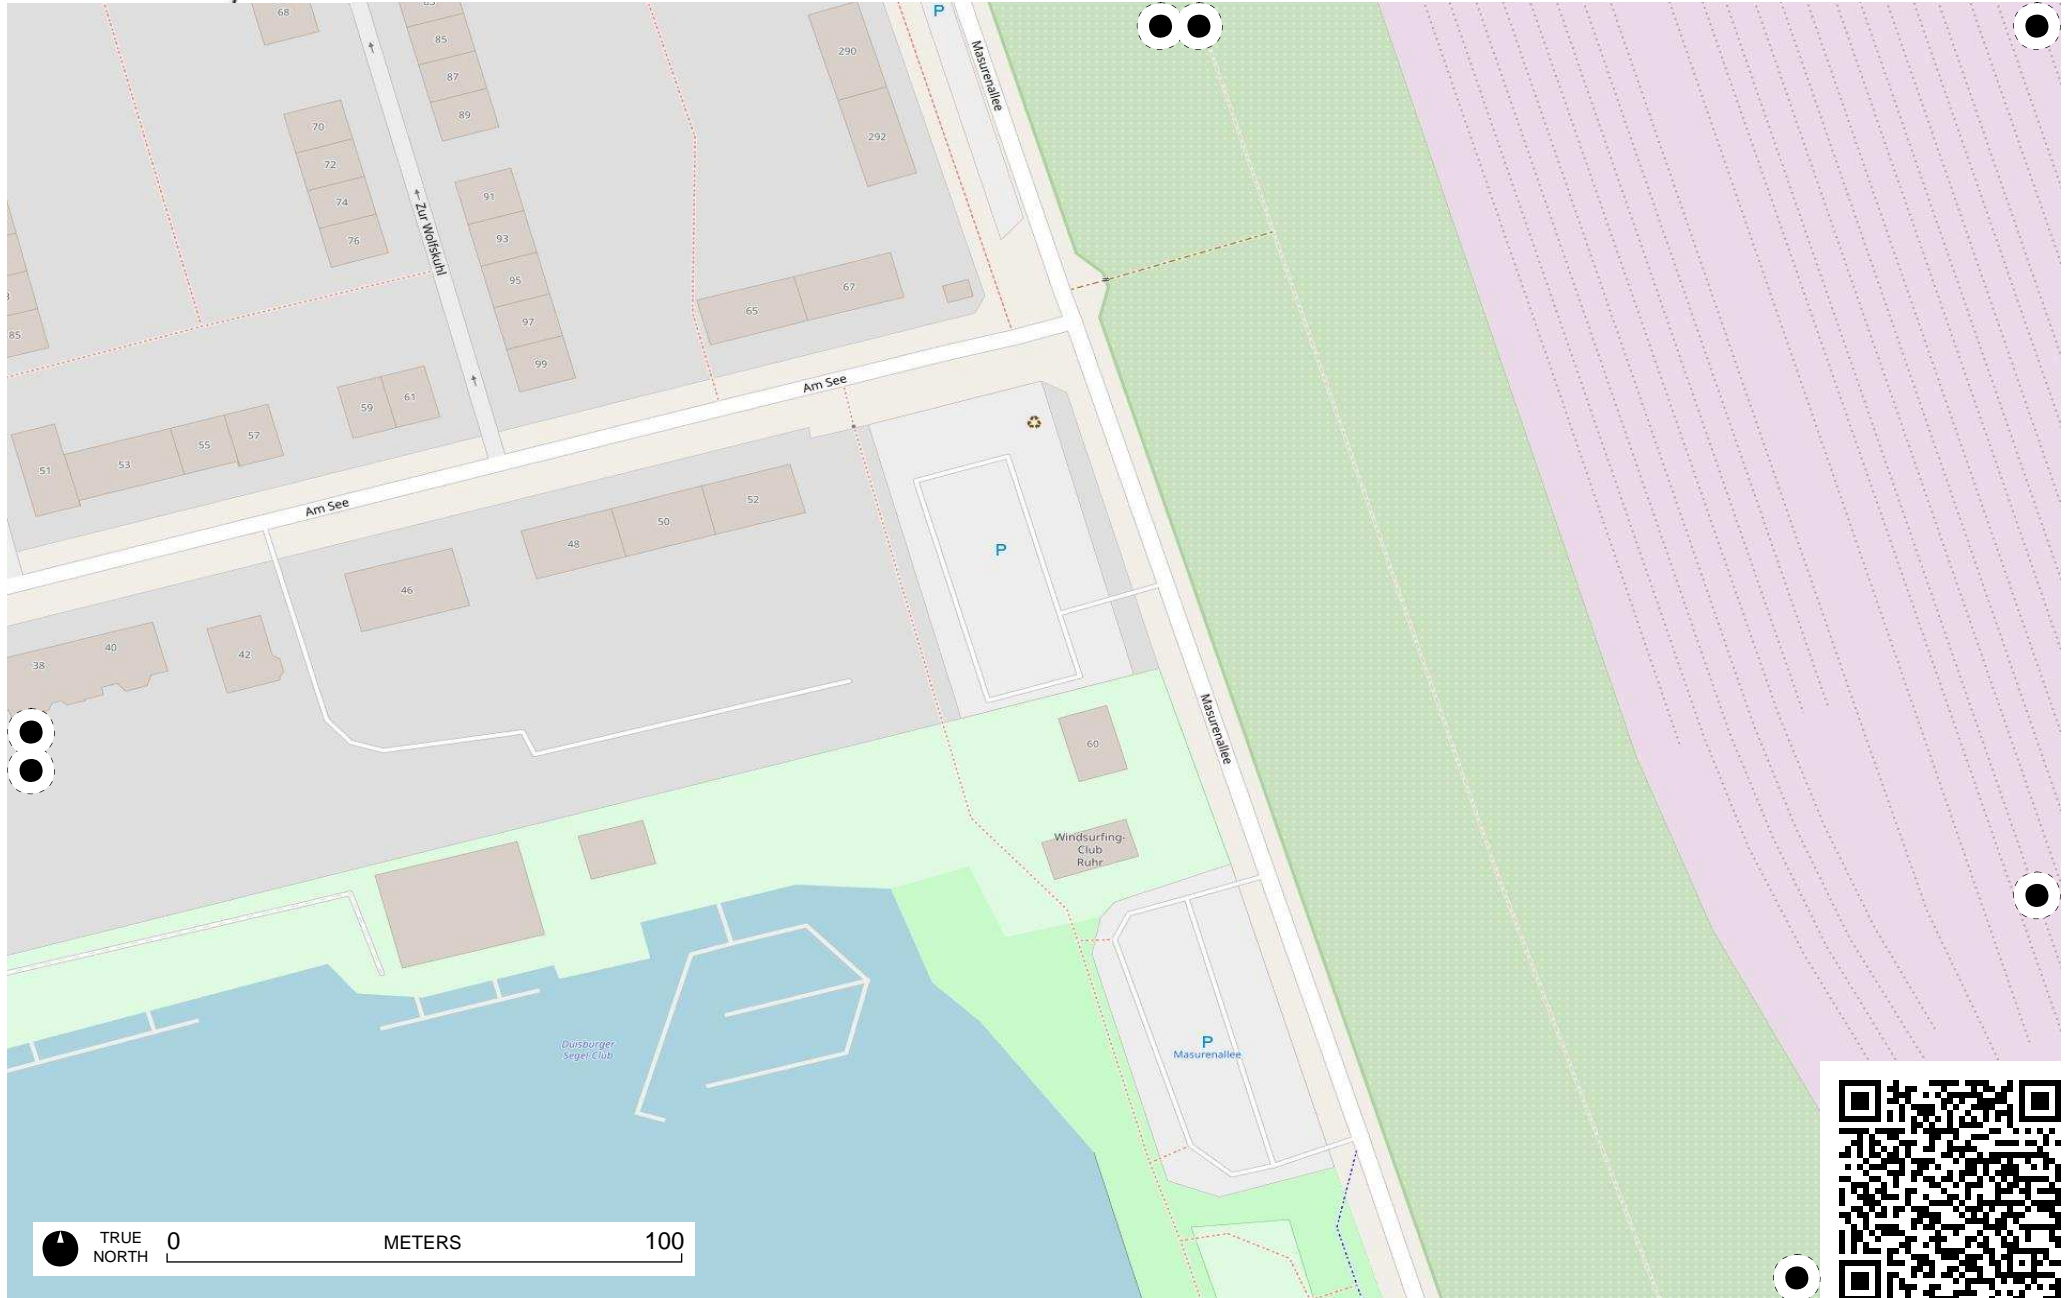 68
85
87
89
70
72
74
76
91
93
95
97
99
← Zur Wolfskuhl
P
Masurenallee
290
292
65
67
85
59
61
51
53
55
57
Am See
Am See
48
50
52
46
P
40
38
42
Masurenallee
60
Windsurfing-
Club
Ruhr
Duisburger
Segel-Club
P
Masurenallee
TRUE
NORTH
0
METERS
100